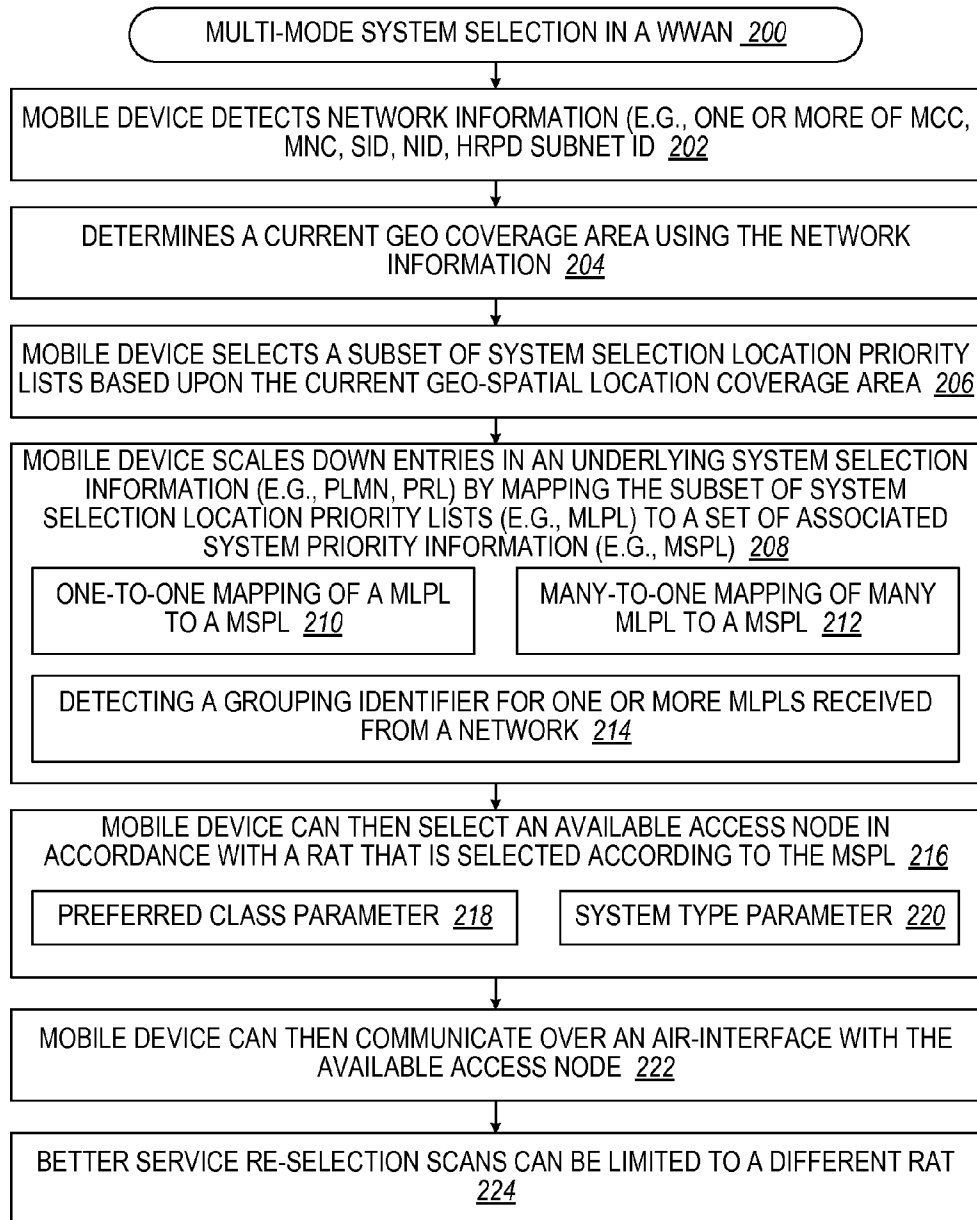 MULTI-MODE SYSTEM SELECTION IN A WWAN 200
MOBILE DEVICE DETECTS NETWORK INFORMATION (E.G., ONE OR MORE OF MCC,
MNC, SID, NID, HRPD SUBNET ID 202
DETERMINES A CURRENT GEO COVERAGE AREA USING THE NETWORK
INFORMATION 204
MOBILE DEVICE SELECTS A SUBSET OF SYSTEM SELECTION LOCATION PRIORITY
LISTS BASED UPON THE CURRENT GEO-SPATIAL LOCATION COVERAGE AREA 206
MOBILE DEVICE SCALES DOWN ENTRIES IN AN UNDERLYING SYSTEM SELECTION
INFORMATION (E.G., PLMN, PRL) BY MAPPING THE SUBSET OF SYSTEM
SELECTION LOCATION PRIORITY LISTS (E.G., MLPL) TO A SET OF ASSOCIATED
SYSTEM PRIORITY INFORMATION (E.G., MSPL) 208
ONE-TO-ONE MAPPING OF A MLPL
TO A MSPL 210
MANY-TO-ONE MAPPING OF MANY
MLPL TO A MSPL 212
DETECTING A GROUPING IDENTIFIER FOR ONE OR MORE MLPLS RECEIVED
FROM A NETWORK 214
MOBILE DEVICE CAN THEN SELECT AN AVAILABLE ACCESS NODE IN
ACCORDANCE WITH A RAT THAT IS SELECTED ACCORDING TO THE MSPL 216
PREFERRED CLASS PARAMETER 218
SYSTEM TYPE PARAMETER 220
MOBILE DEVICE CAN THEN COMMUNICATE OVER AN AIR-INTERFACE WITH THE
AVAILABLE ACCESS NODE 222
BETTER SERVICE RE-SELECTION SCANS CAN BE LIMITED TO A DIFFERENT RAT
224